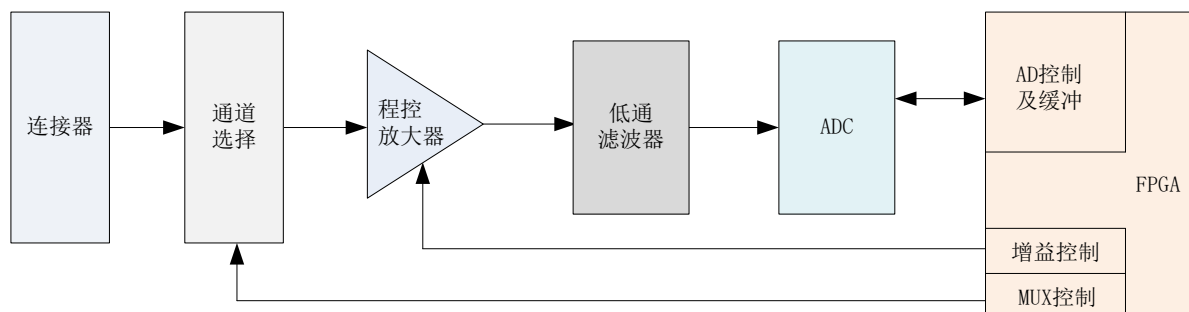 连接器
通道
选择
程控
放大器
低通
滤波器
ADC
AD控制
及缓冲
FPGA
增益控制
MUX控制